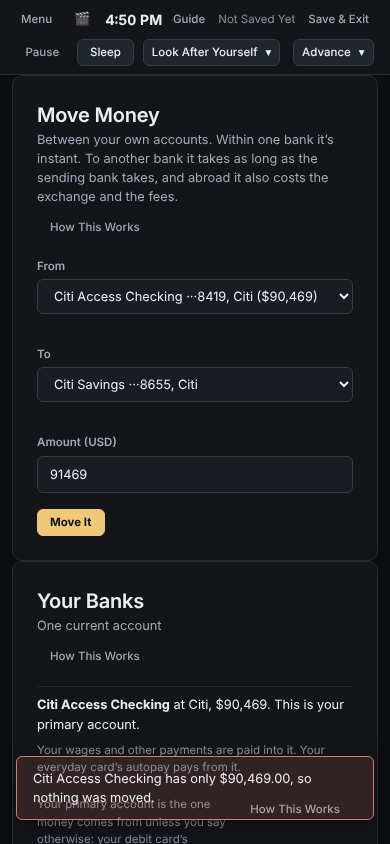 Menu 🎬 4:50 PM Guide Not Saved Yet Save & Exit
Pause Sleep Look After Yourself ▾ Advance ▾
Move Money
Between your own accounts. Within one bank it’s
instant. To another bank it takes as long as the
sending bank takes, and abroad it also costs the
exchange and the fees.
How This Works
From
Citi Access Checking ···8419, Citi ($90,469)
To
Citi Savings ···8655, Citi
Amount (USD)
91469
Move It
Your Banks
One current account
How This Works
Citi Access Checking at Citi, $90,469. This is your
primary account.
Your wages and other payments are paid into it. Your
everyday card’s autopay pays from it.
Citi Access Checking has only $90,469.00, so
nothing was moved.
Your primary account is the one
How This Works
money comes from unless you say
otherwise: your debit card’s